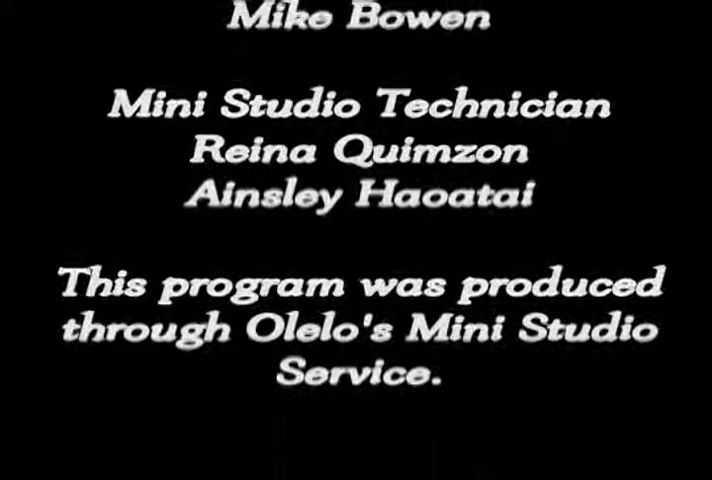 Mike Bowen
Mini Studio Technician
Reina Quimzon
Ainsley Haoatai
This program was produced
through Olelo's Mini Studio
Service.